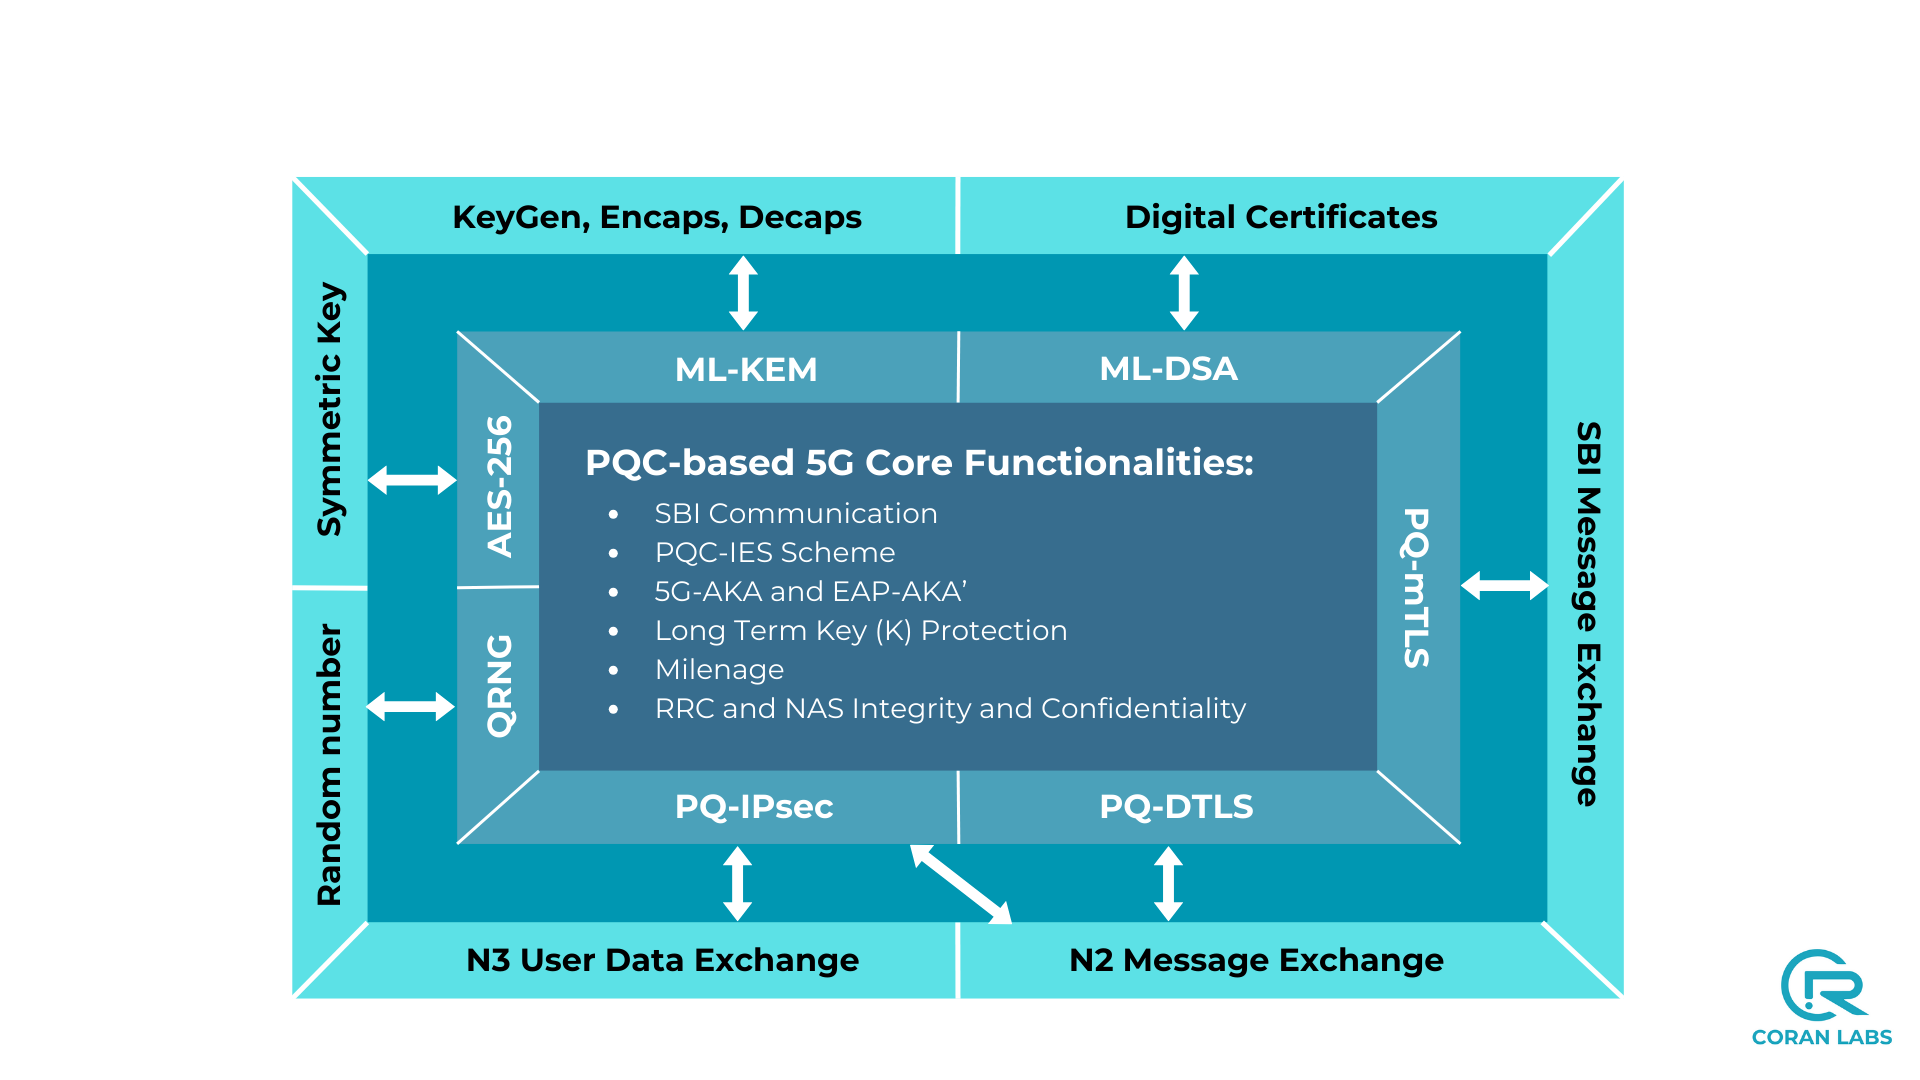 KeyGen, Encaps, Decaps
Digital Certificates
Symmetric Key
Random number
ML-KEM
ML-DSA
AES-256
QRNG
PQC-based 5G Core Functionalities:
• SBI Communication
• PQC-IES Scheme
• 5G-AKA and EAP-AKA’
• Long Term Key (K) Protection
• Milenage
• RRC and NAS Integrity and Confidentiality
PQ-mTLS
SBI Message Exchange
PQ-IPsec
PQ-DTLS
N3 User Data Exchange
N2 Message Exchange
CORAN LABS